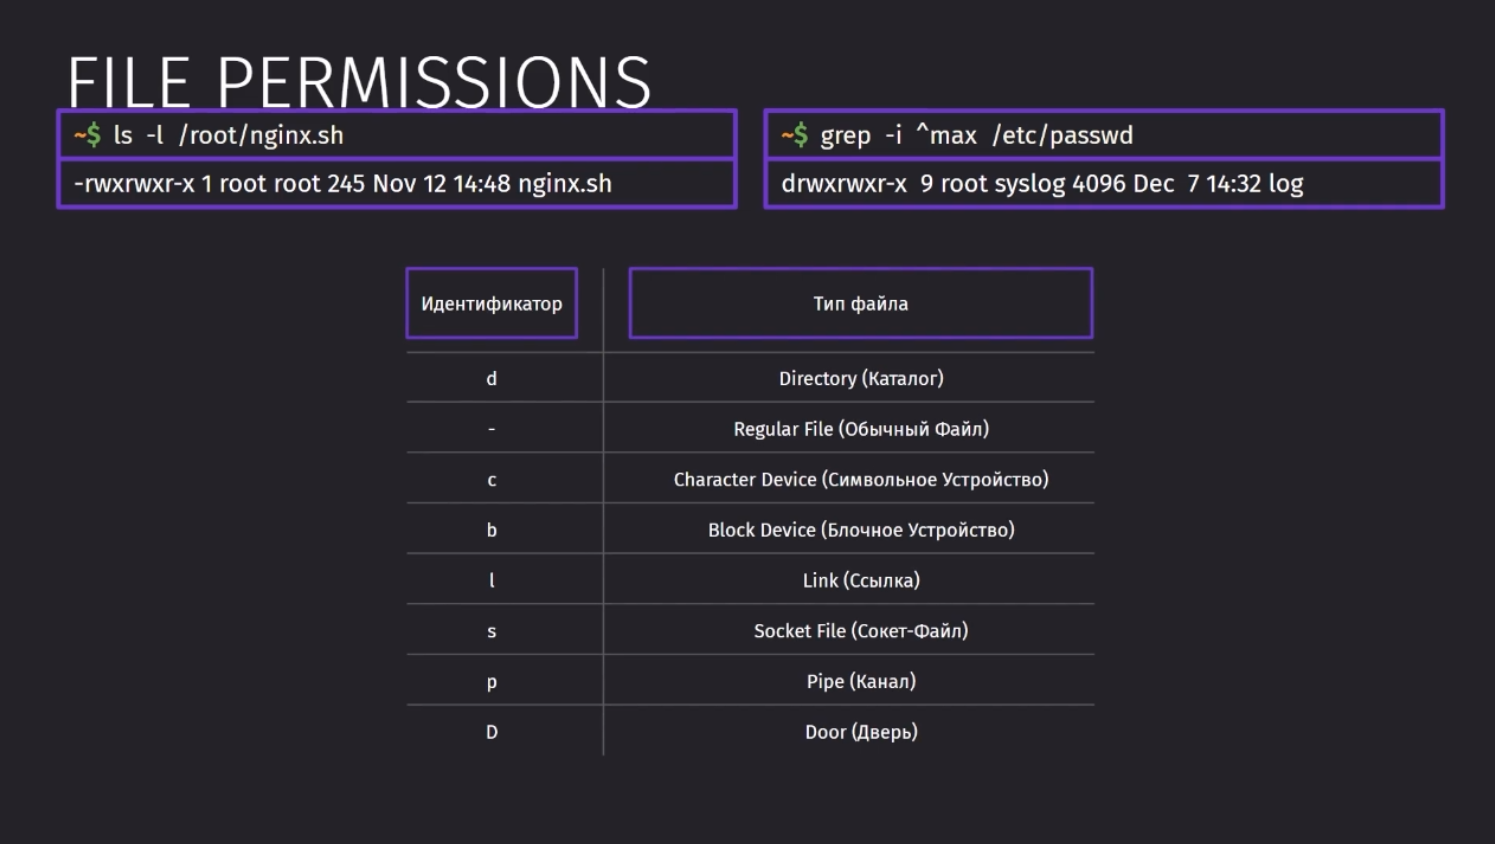 FILE PERMISSIONS
~$ ls -l /root/nginx.sh
-rwxrwxr-x 1 root root 245 Nov 12 14:48 nginx.sh
~$ grep -i ^max /etc/passwd
drwxrwxr-x 9 root syslog 4096 Dec 7 14:32 log
Идентификатор Тип файла
d Directory (Каталог)
- Regular File (Обычный Файл)
c Character Device (Символьное Устройство)
b Block Device (Блочное Устройство)
l Link (Ссылка)
s Socket File (Сокет-Файл)
p Pipe (Канал)
D Door (Дверь)